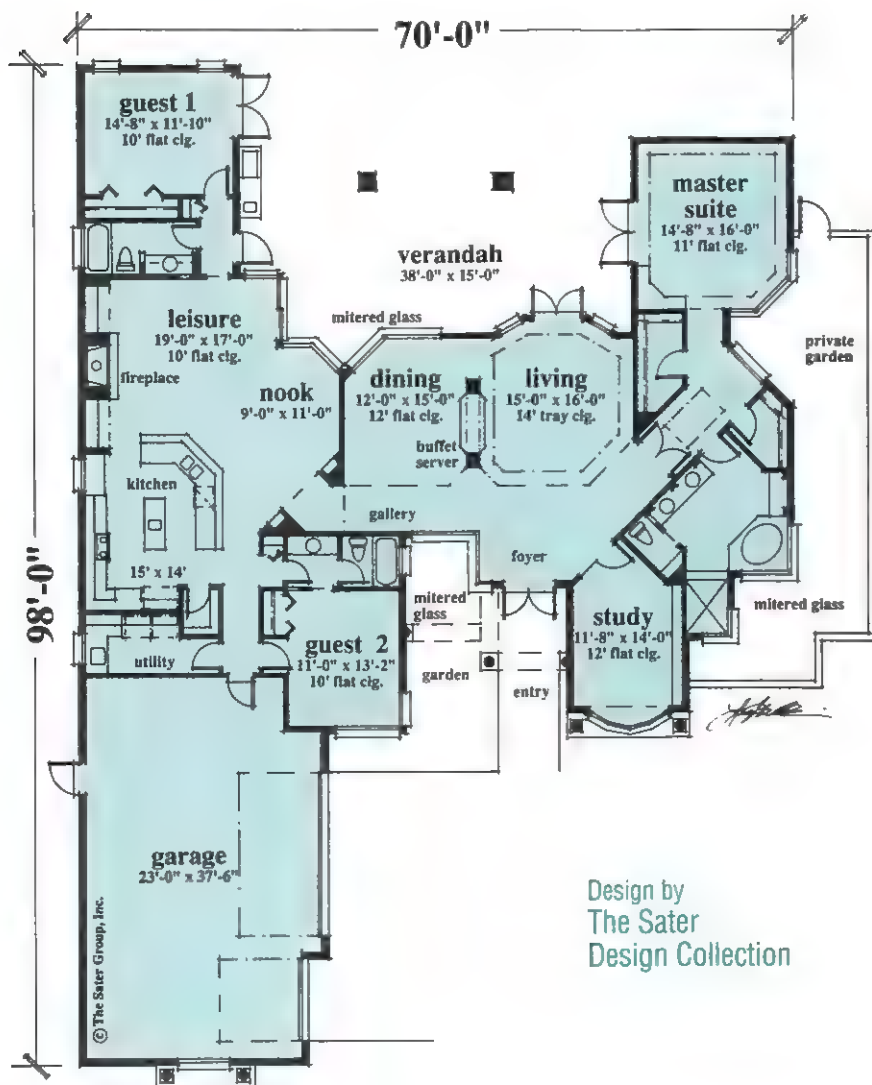 70'-0"
98'-0"
guest 1
14'-8" x 11'-10"
10' flat clg.
master
suite
14'-8" x 16'-0"
11' flat clg.
verandah
38'-0" x 15'-0"
mitered glass
leisure
19'-0" x 17'-0"
10' flat clg.
fireplace
nook
9'-0" x 11'-0"
dining
12'-0" x 15'-0"
12' flat clg.
living
15'-0" x 16'-0"
14' tray clg.
private
garden
buffet
server
kitchen
15' x 14'
gallery
foyer
mitered
glass
study
11'-8" x 14'-0"
12' flat clg.
mitered glass
guest 2
11'-0" x 13'-2"
10' flat clg.
utility
garden
entry
garage
23'-0" x 37'-6"
© The Sater Group, Inc.
Design by
The Sater
Design Collection